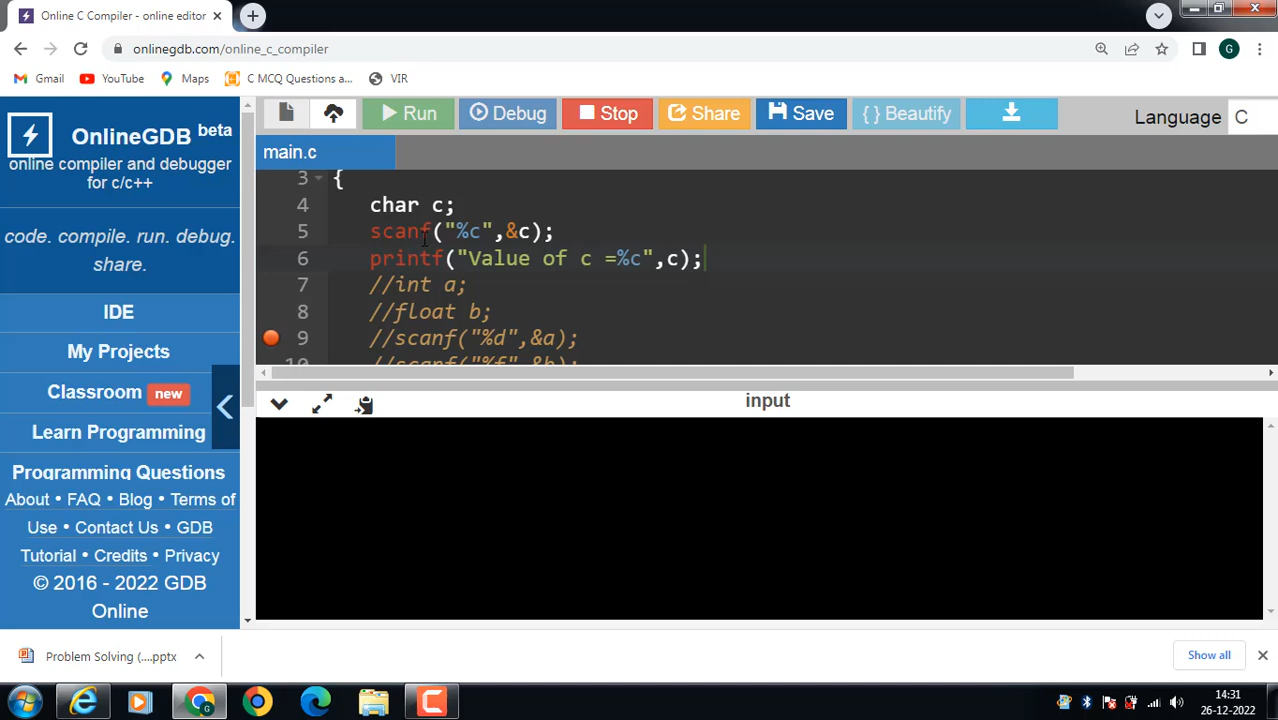 Online C Compiler - online editor
onlinegdb.com/online_c_compiler
G
Gmail
YouTube
Maps
C MCQ Questions a...
VIR
OnlineGDB beta
online compiler and debugger
for c/c++
code. compile. run. debug.
share.
IDE
My Projects
Classroom new
Learn Programming
Programming Questions
About • FAQ • Blog • Terms of
Use • Contact Us • GDB
Tutorial • Credits • Privacy
© 2016 - 2022 GDB
Online
Run
Debug
Stop
Share
Save
{ } Beautify
Language C
main.c
3 {
4 char c;
5 scanf("%c",&c);
6 printf("Value of c =%c",c);
7 //int a;
8 //float b;
9 //scanf("%d",&a);
10 //scanf("%f",&b);
input
Problem Solving (....pptx
Show all
14:31
26-12-2022